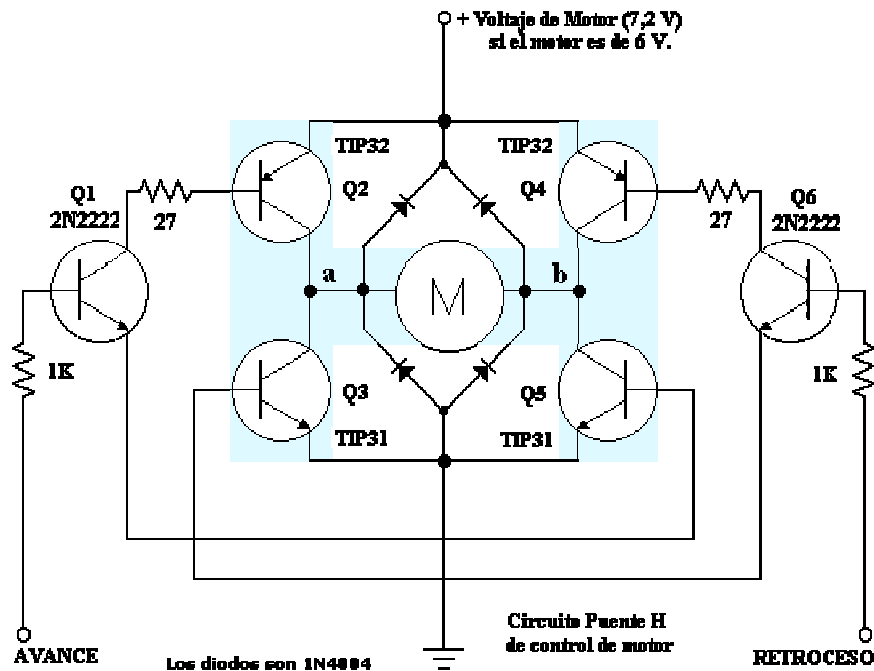 + Voltaje de Motor (7,2 V)
si el motor es de 6 V.
TIP32
TIP32
Q1
2N2222
27
Q2
Q4
27
Q6
2N2222
a
M
b
1K
Q3
Q5
1K
TIP31
TIP31
Circuito Puente H
de control de motor
AVANCE
Los diodos son 1N4004
RETROCESO